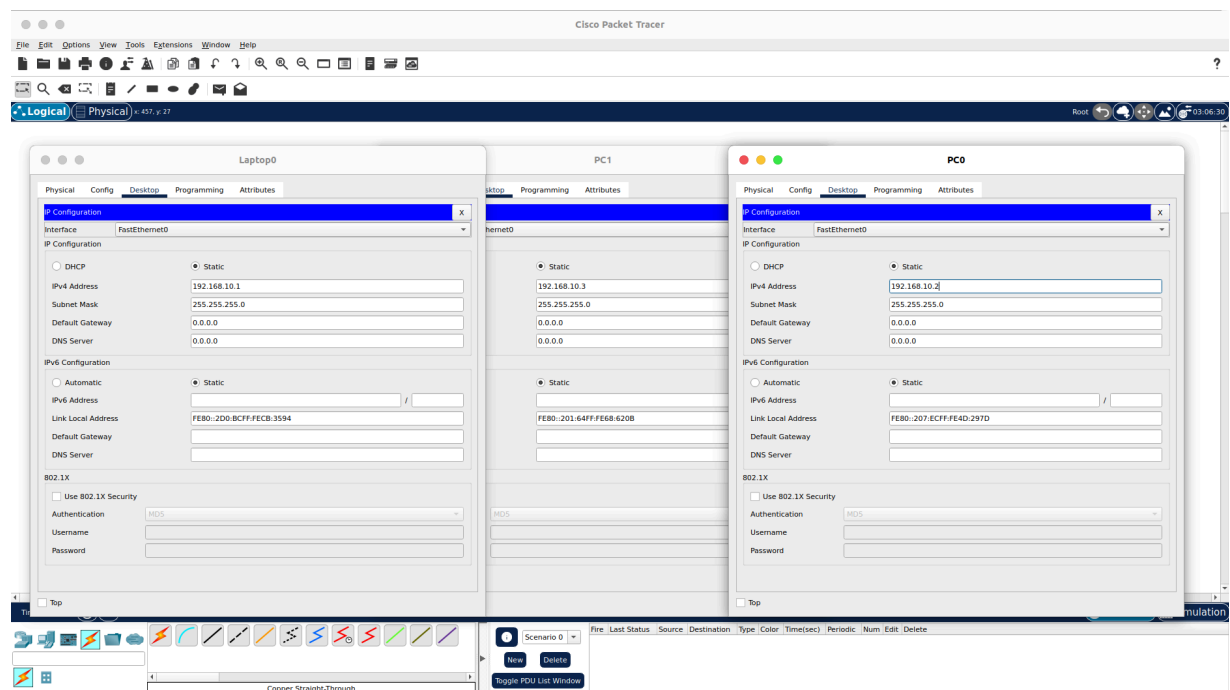 Cisco Packet Tracer
File Edit Options View Tools Extensions Window Help
?
Logical Physical x: 457, y: 27 Root 03:06:30
Laptop0 PC1 PC0
Physical Config Desktop Programming Attributes
IP Configuration X
Interface FastEthernet0
IP Configuration
DHCP Static
IPv4 Address 192.168.10.1
Subnet Mask 255.255.255.0
Default Gateway 0.0.0.0
DNS Server 0.0.0.0
IPv6 Configuration
Automatic Static
IPv6 Address /
Link Local Address FE80::2D0:BCFF:FECB:3594
Default Gateway
DNS Server
802.1X
Use 802.1X Security
Authentication MD5
Username
Password
Top
sktop Programming Attributes
hernet0
Static
192.168.10.3
255.255.255.0
0.0.0.0
0.0.0.0
Static
FE80::201:64FF:FE68:620B
MD5
Physical Config Desktop Programming Attributes
IP Configuration X
Interface FastEthernet0
IP Configuration
DHCP Static
IPv4 Address 192.168.10.2
Subnet Mask 255.255.255.0
Default Gateway 0.0.0.0
DNS Server 0.0.0.0
IPv6 Configuration
Automatic Static
IPv6 Address /
Link Local Address FE80::207:ECFF:FE4D:297D
Default Gateway
DNS Server
802.1X
Use 802.1X Security
Authentication MD5
Username
Password
Top
Ti mulation
Scenario 0
New Delete
Toggle PDU List Window
Fire Last Status Source Destination Type Color Time(sec) Periodic Num Edit Delete
Copper Straight-Through